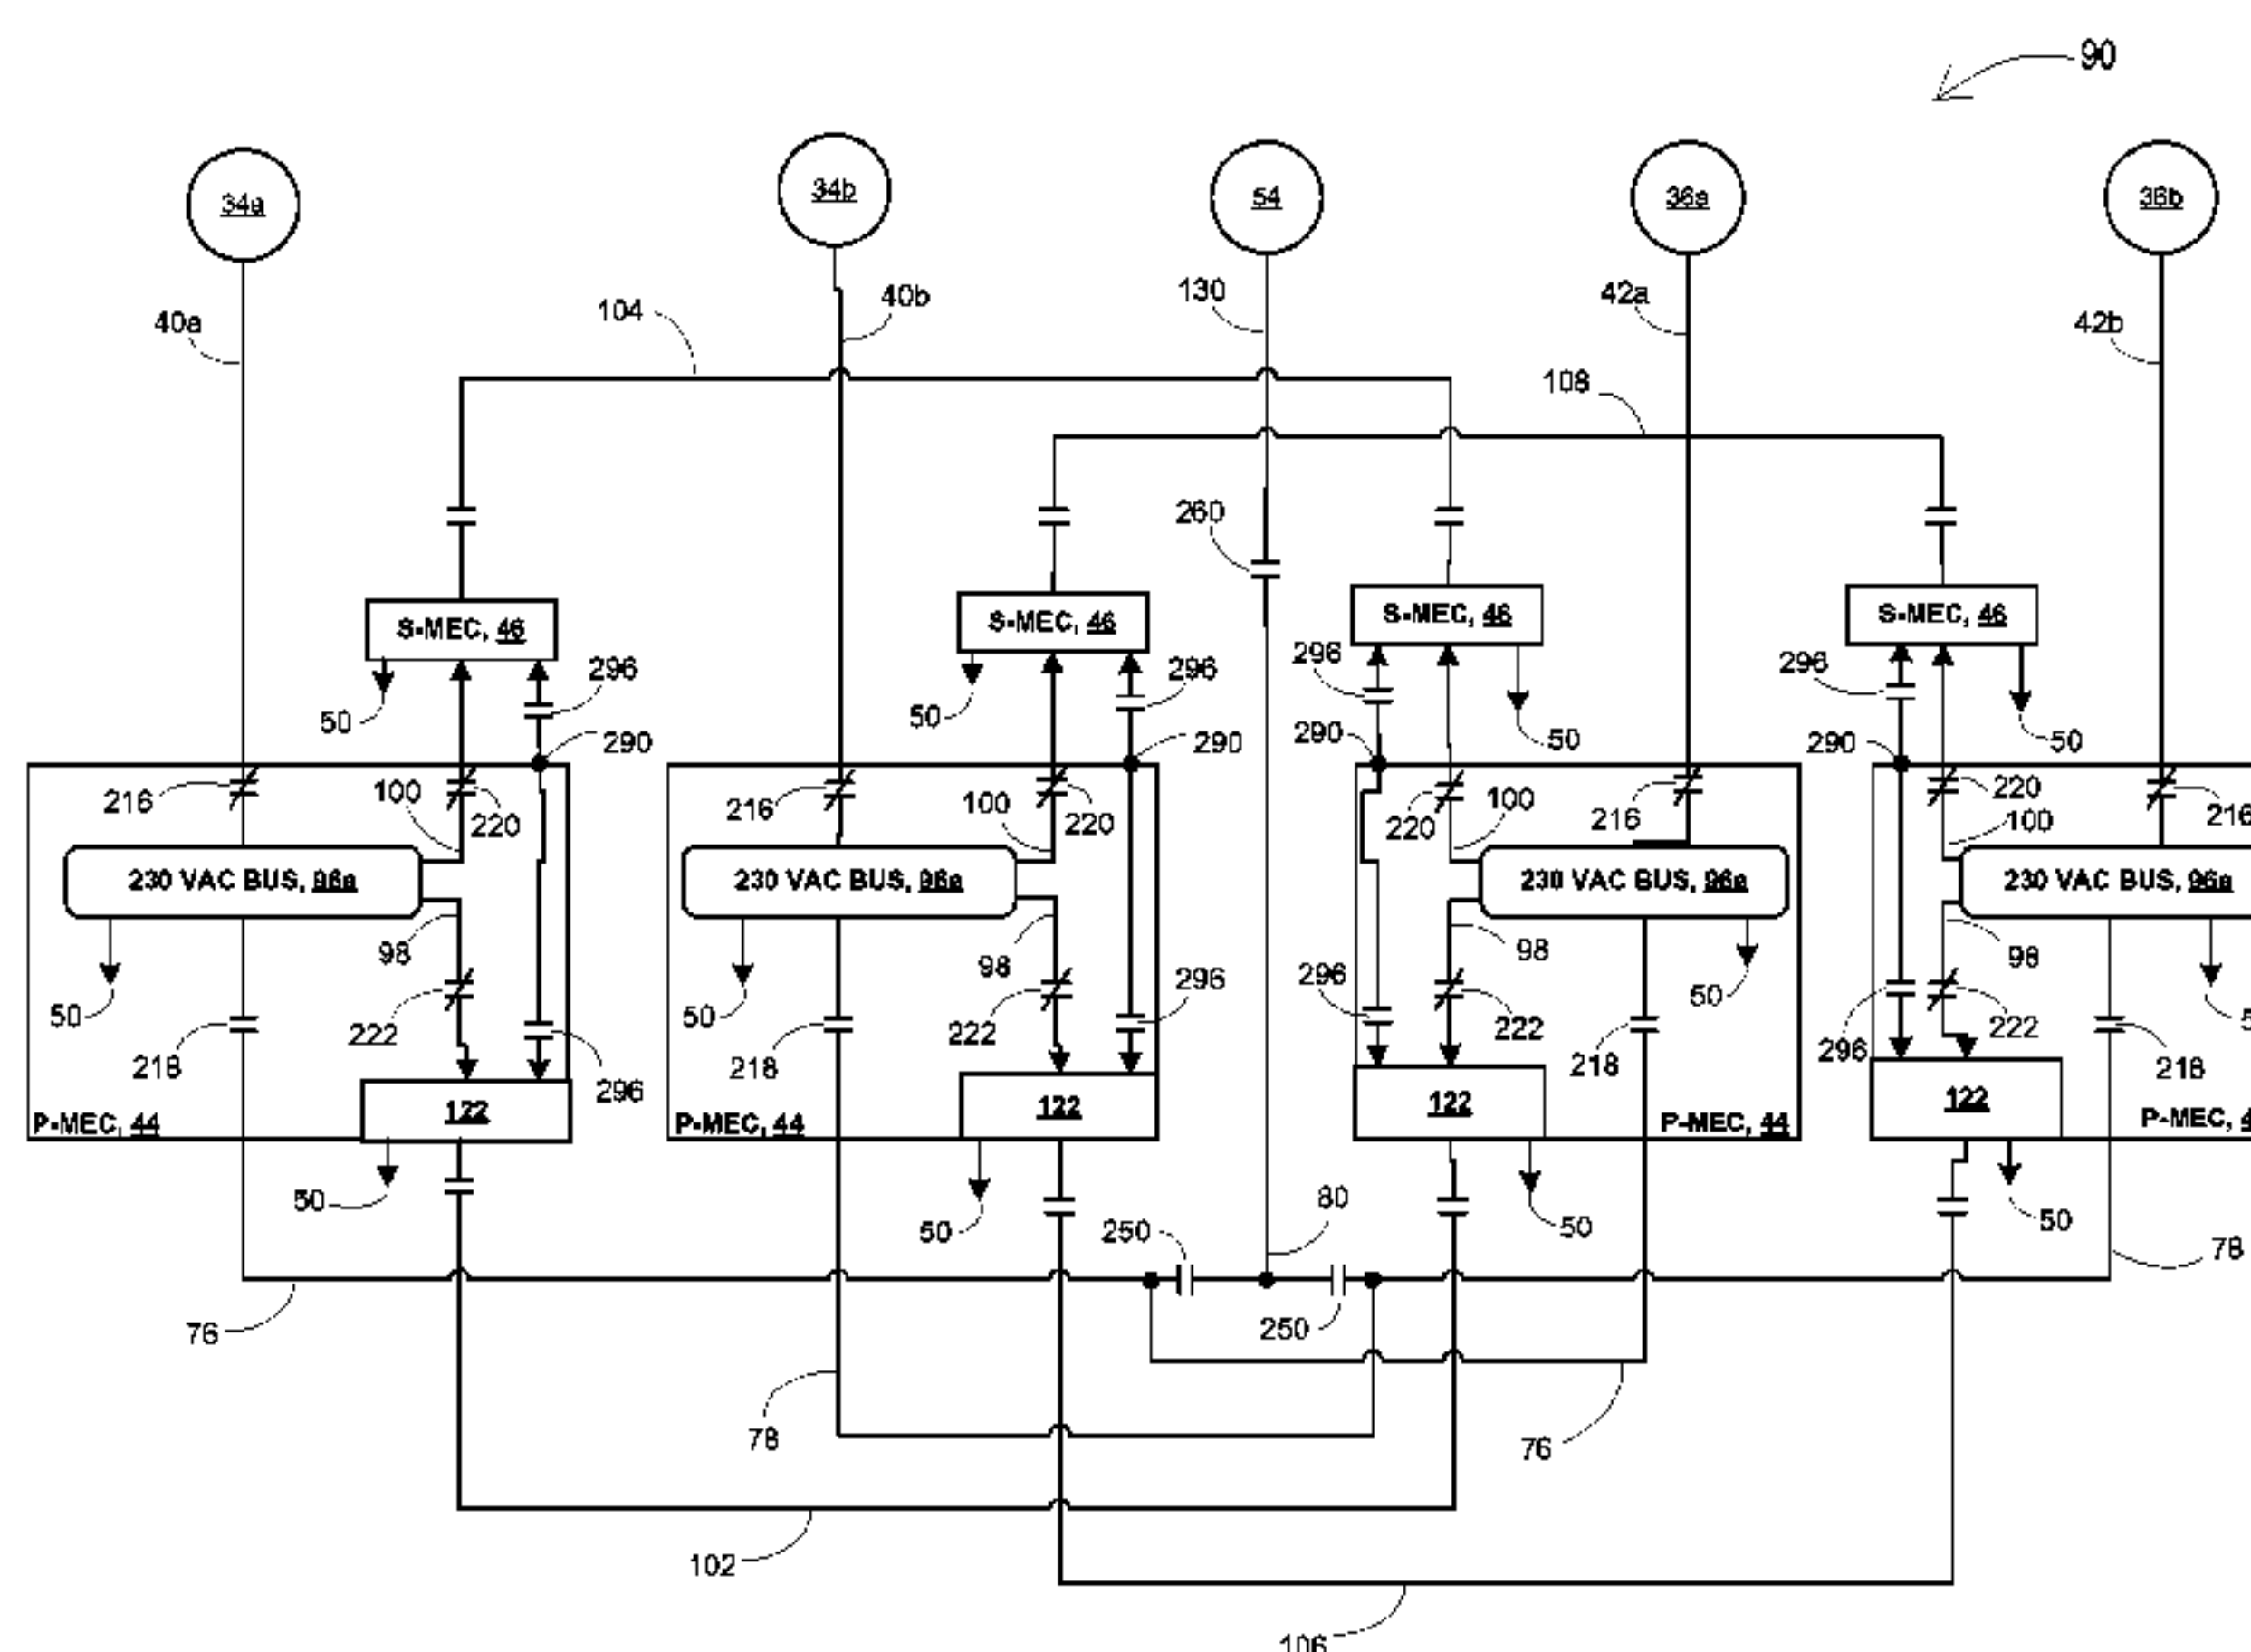 90
34a 34b 54 36a 36b
40a 104 40b 130 42a 42b
108
260
S-MEC, 46 S-MEC, 46 S-MEC, 46 S-MEC, 46
296 296 296 296
50 50 50 50
290 290 290 290
216 100 220 216 100 220 220 100 216 220 100 216
230 VAC BUS, 96a 230 VAC BUS, 96a 230 VAC BUS, 96a 230 VAC BUS, 96a
98 98 98 98
50 222 50 222 296 296 222 50 296 222
218 296 218 218 296 218
122 122 122 122
P-MEC, 44 P-MEC, 44 P-MEC, 44 P-MEC,
50 50 50 50
250 80 78
76 250
78 76
102
106